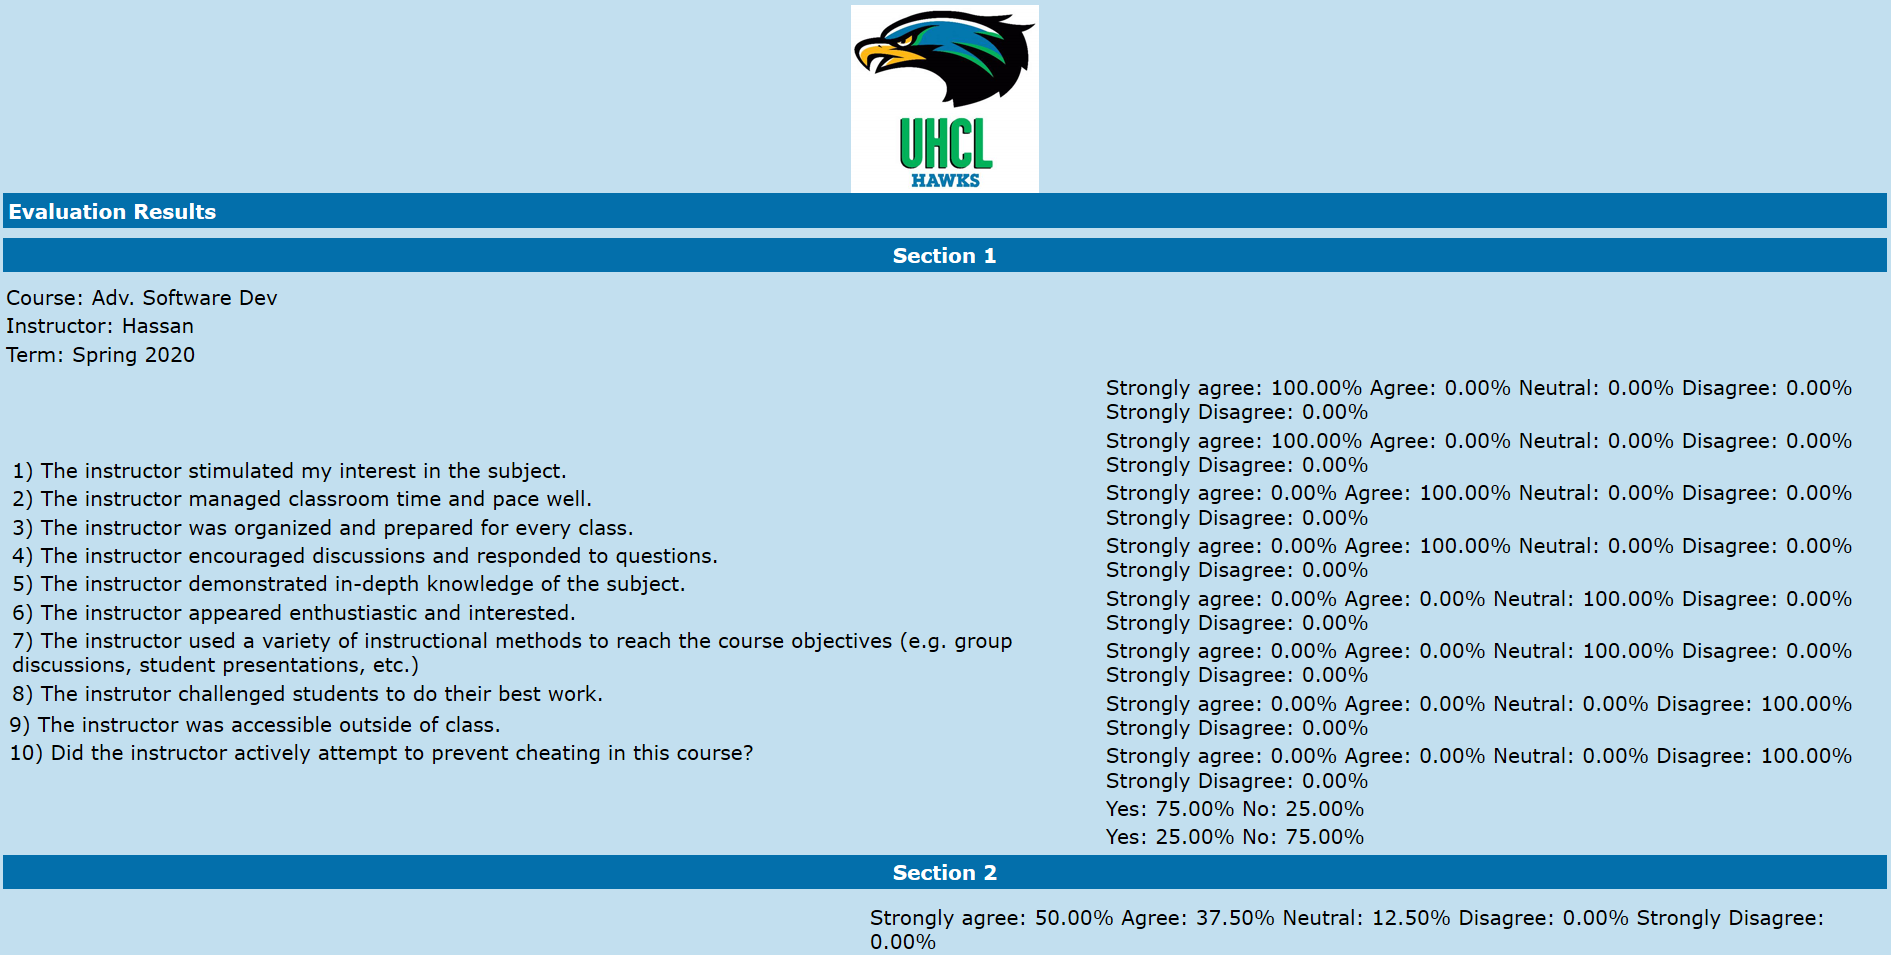 UHCL
HAWKS
Evaluation Results
Section 1
Course: Adv. Software Dev
Instructor: Hassan
Term: Spring 2020
1) The instructor stimulated my interest in the subject.
2) The instructor managed classroom time and pace well.
3) The instructor was organized and prepared for every class.
4) The instructor encouraged discussions and responded to questions.
5) The instructor demonstrated in-depth knowledge of the subject.
6) The instructor appeared enthustiastic and interested.
7) The instructor used a variety of instructional methods to reach the course objectives (e.g. group
discussions, student presentations, etc.)
8) The instrutor challenged students to do their best work.
9) The instructor was accessible outside of class.
10) Did the instructor actively attempt to prevent cheating in this course?
Strongly agree: 100.00% Agree: 0.00% Neutral: 0.00% Disagree: 0.00%
Strongly Disagree: 0.00%
Strongly agree: 100.00% Agree: 0.00% Neutral: 0.00% Disagree: 0.00%
Strongly Disagree: 0.00%
Strongly agree: 0.00% Agree: 100.00% Neutral: 0.00% Disagree: 0.00%
Strongly Disagree: 0.00%
Strongly agree: 0.00% Agree: 100.00% Neutral: 0.00% Disagree: 0.00%
Strongly Disagree: 0.00%
Strongly agree: 0.00% Agree: 0.00% Neutral: 100.00% Disagree: 0.00%
Strongly Disagree: 0.00%
Strongly agree: 0.00% Agree: 0.00% Neutral: 100.00% Disagree: 0.00%
Strongly Disagree: 0.00%
Strongly agree: 0.00% Agree: 0.00% Neutral: 0.00% Disagree: 100.00%
Strongly Disagree: 0.00%
Strongly agree: 0.00% Agree: 0.00% Neutral: 0.00% Disagree: 100.00%
Strongly Disagree: 0.00%
Yes: 75.00% No: 25.00%
Yes: 25.00% No: 75.00%
Section 2
Strongly agree: 50.00% Agree: 37.50% Neutral: 12.50% Disagree: 0.00% Strongly Disagree:
0.00%